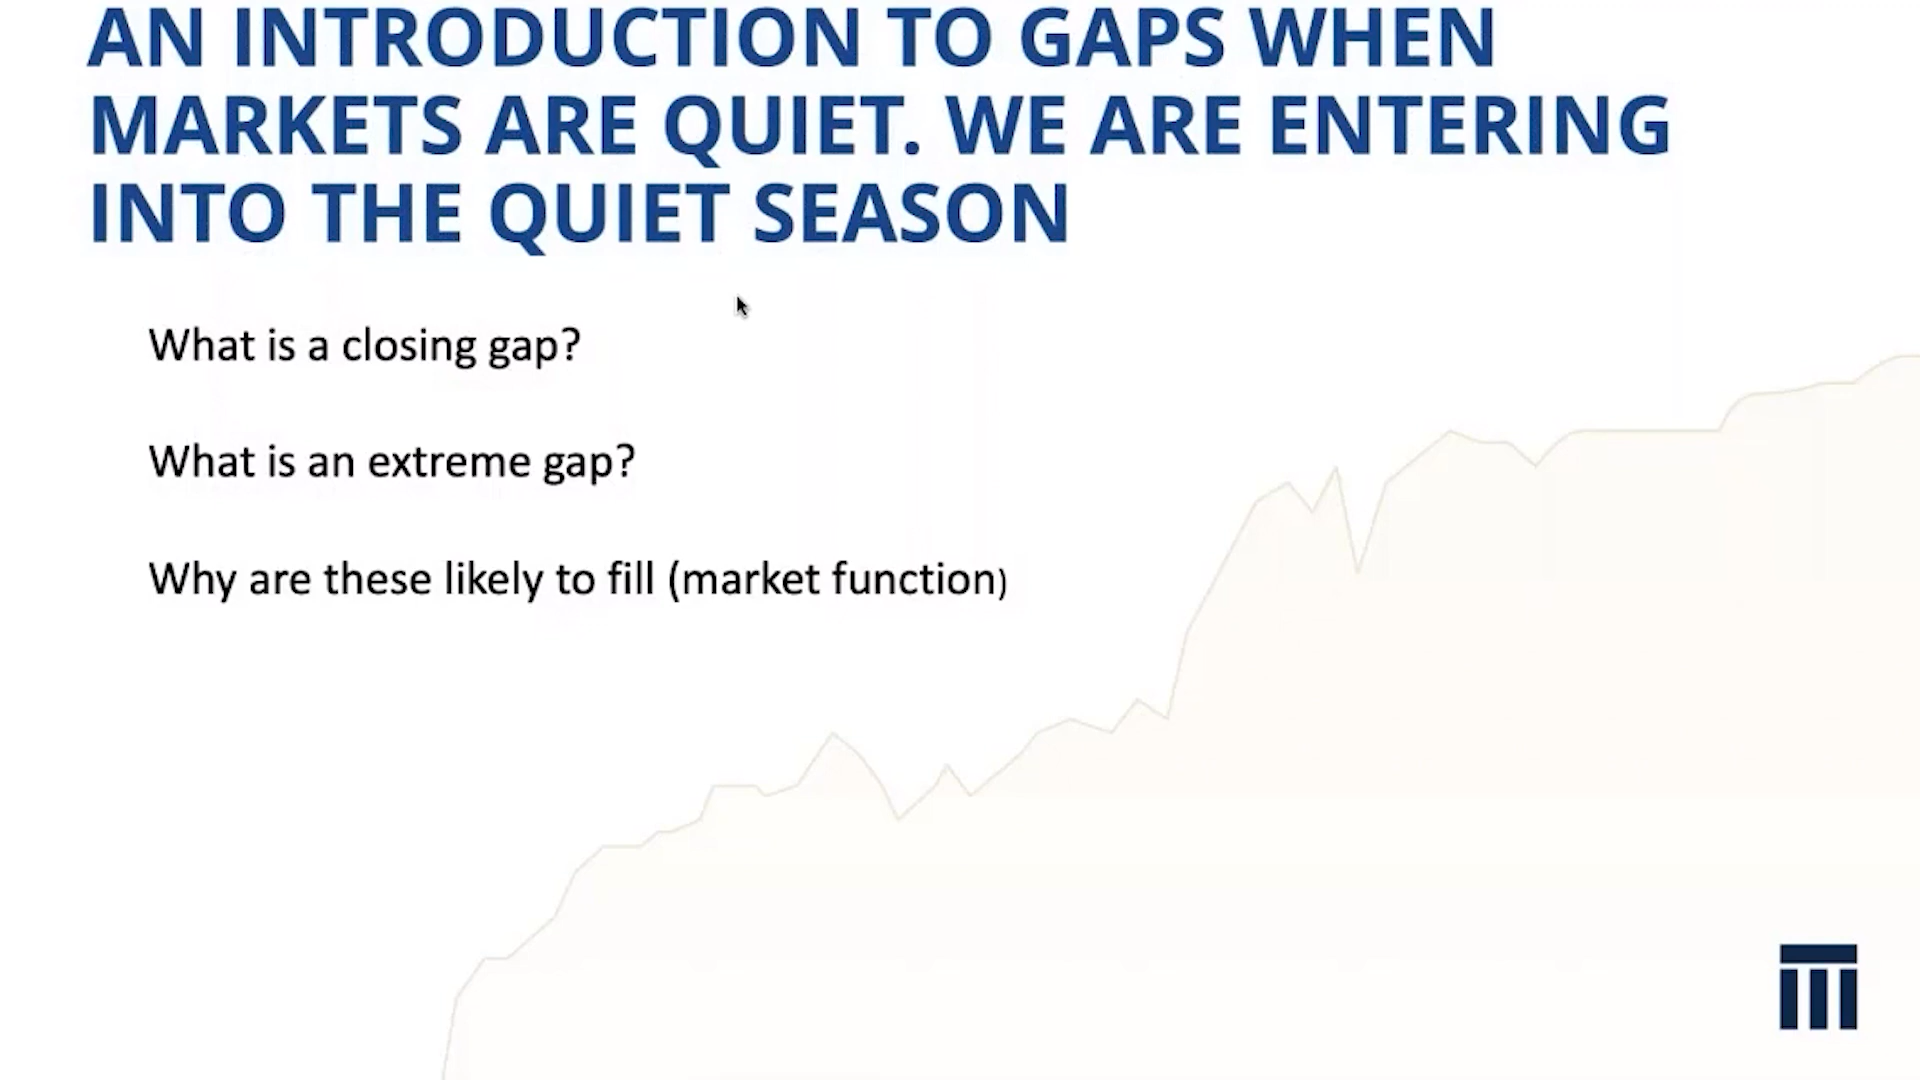 AN INTRODUCTION TO GAPS WHEN
MARKETS ARE QUIET. WE ARE ENTERING
INTO THE QUIET SEASON
What is a closing gap?
What is an extreme gap?
Why are these likely to fill (market function)